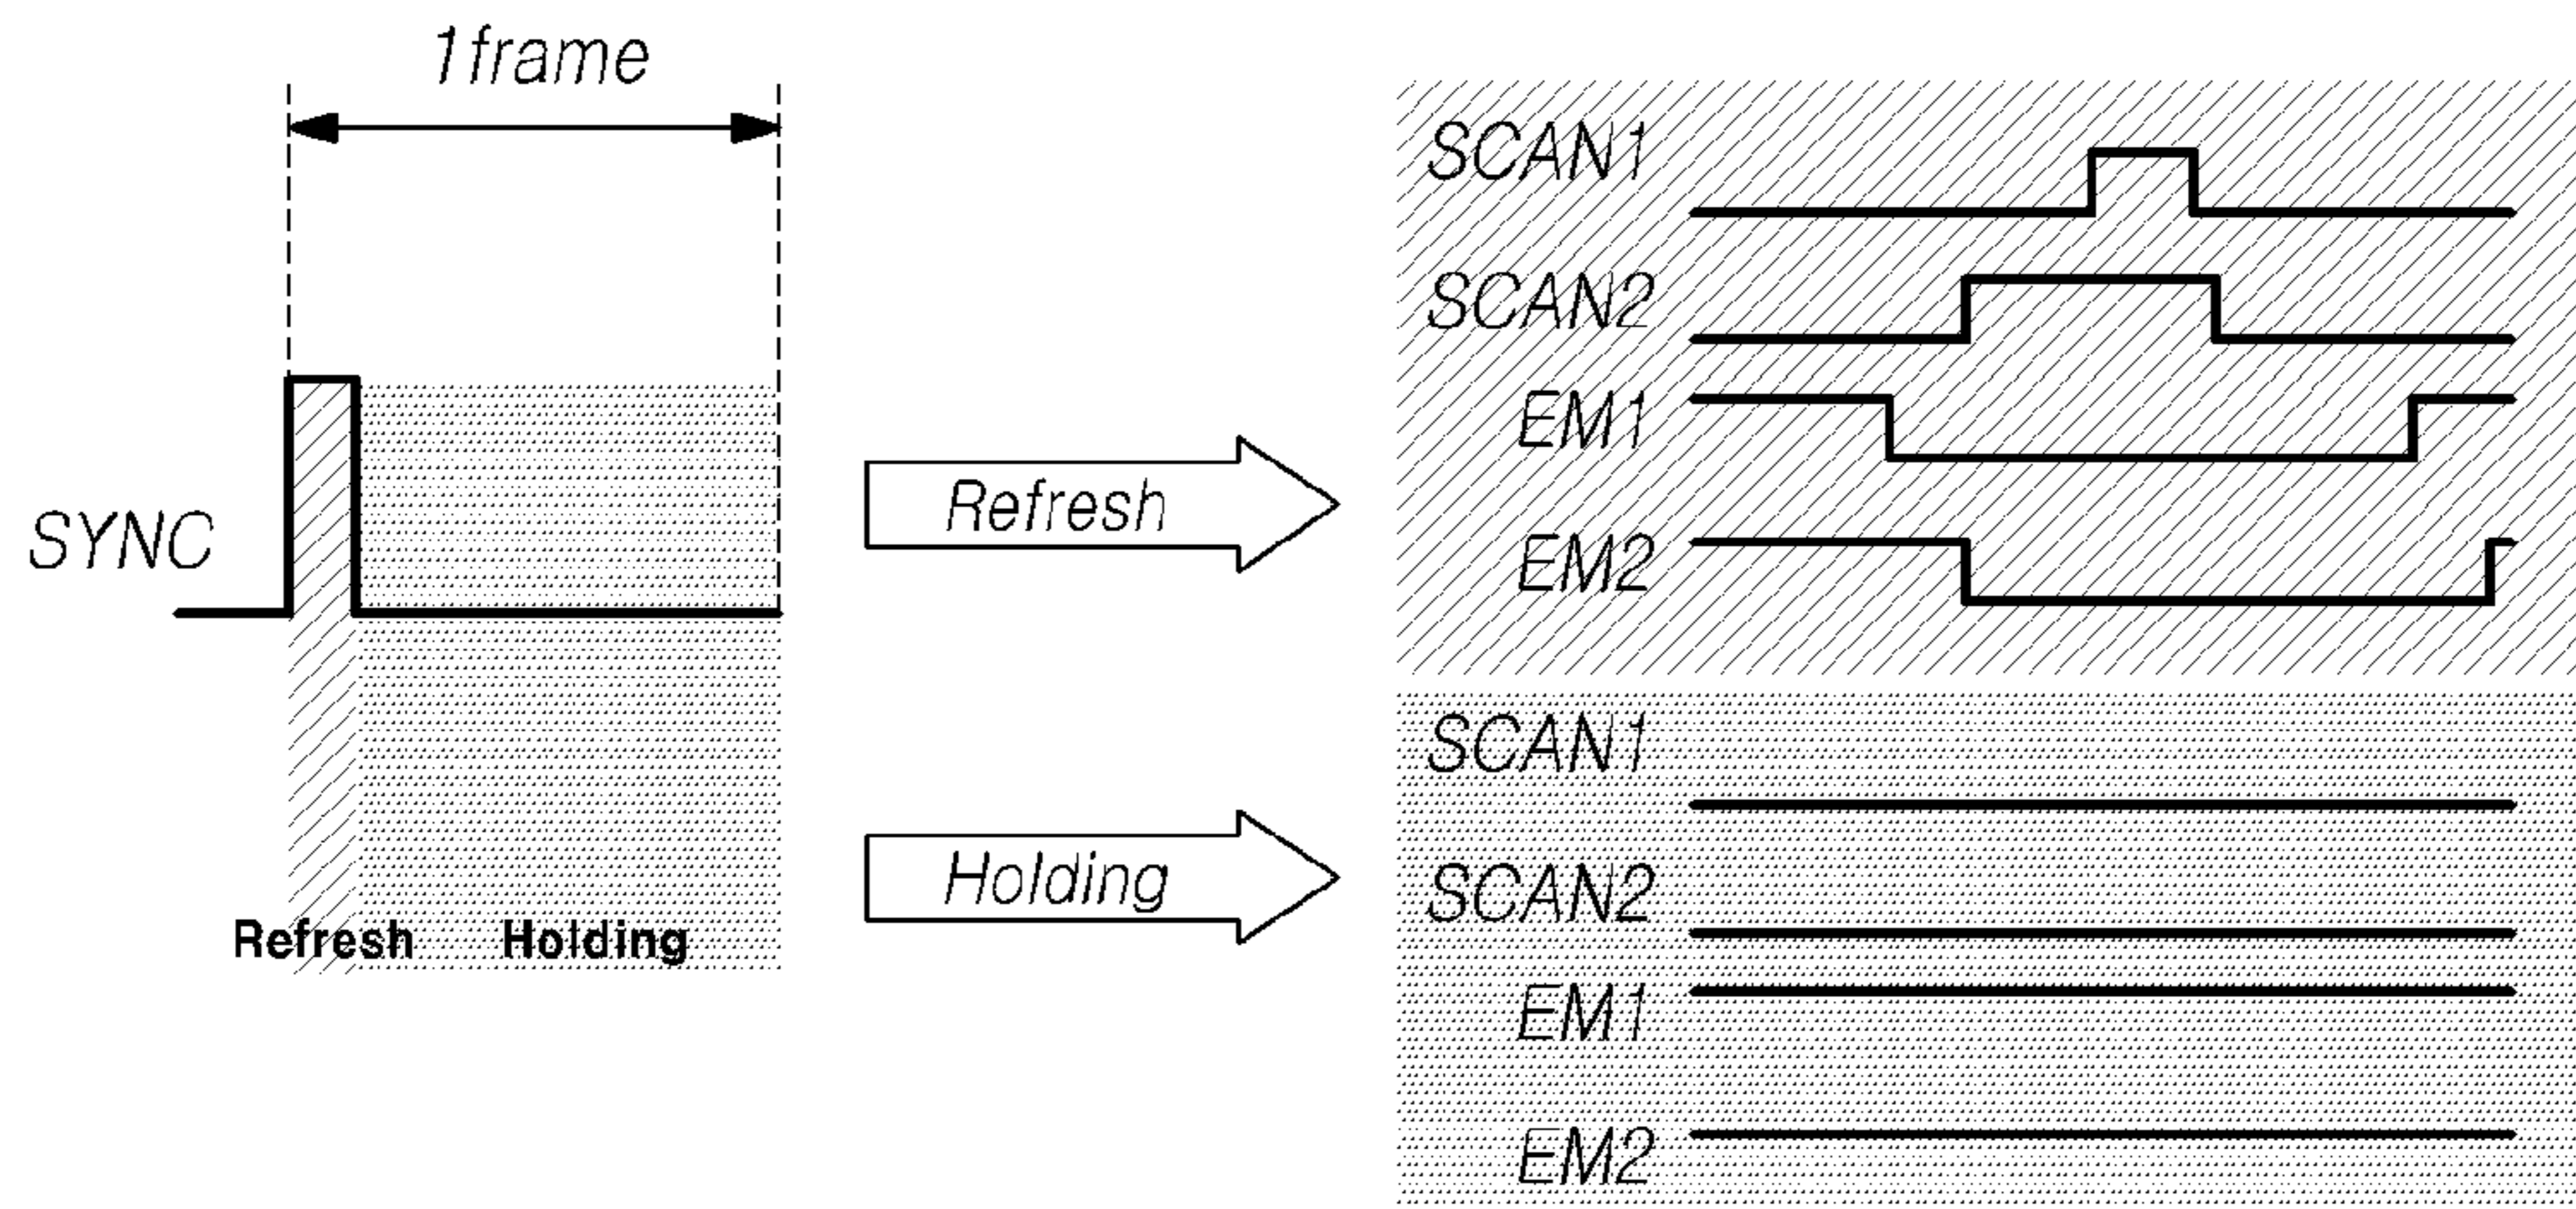 1frame
SYNC
Refresh
Holding
Refresh
Holding
SCAN1
SCAN2
EM1
EM2
SCAN1
SCAN2
EM1
EM2